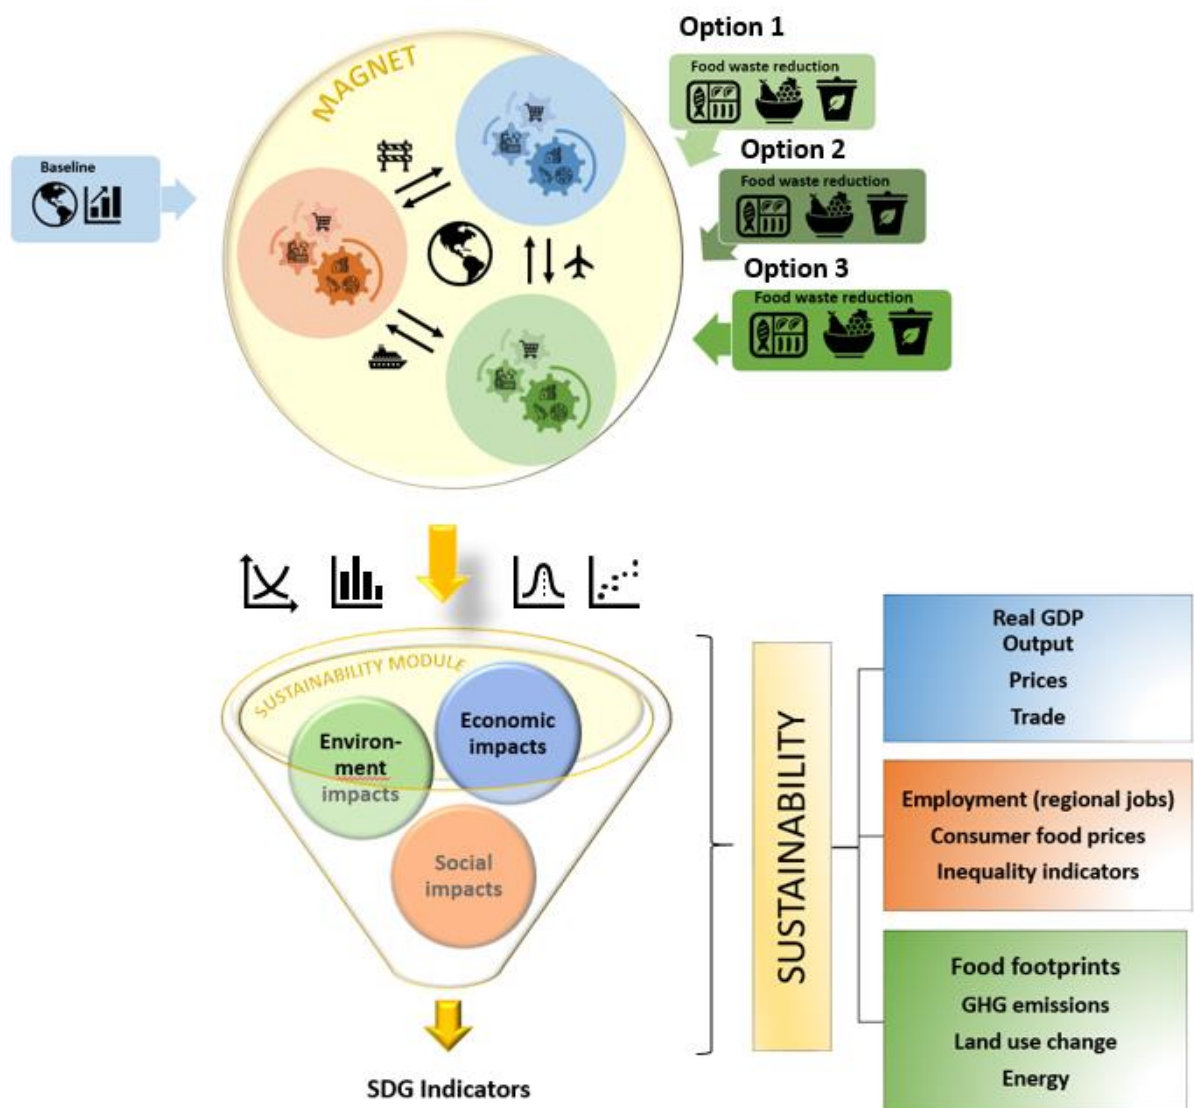 Option 1
Food waste reduction
MAGNET
Option 2
Food waste reduction
Baseline
Option 3
Food waste reduction
SUSTAINABILITY MODULE
Economic
impacts
Environ-
ment
impacts
Social
impacts
SDG Indicators
SUSTAINABILITY
Real GDP
Output
Prices
Trade
Employment (regional jobs)
Consumer food prices
Inequality indicators
Food footprints
GHG emissions
Land use change
Energy